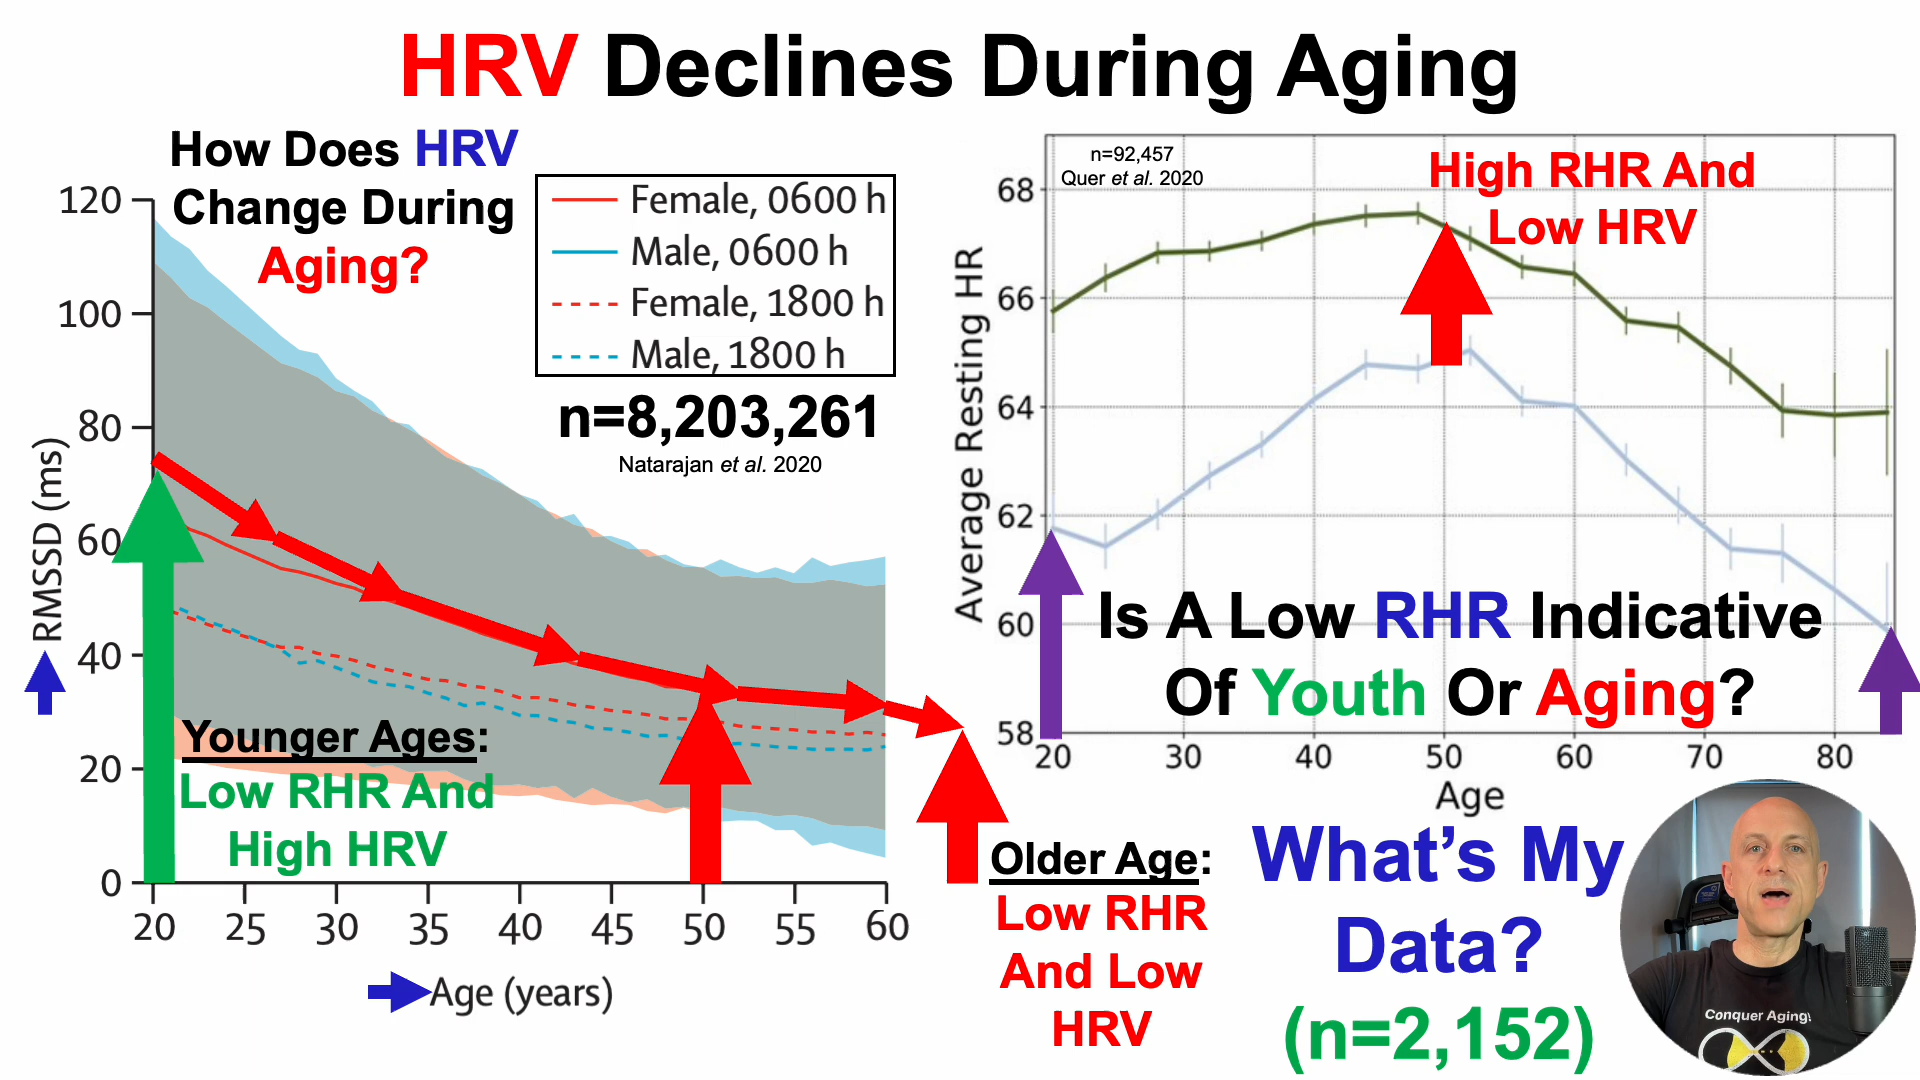 HRV Declines During Aging
How Does HRV
Change During
Aging?
Female, 0600 h
Male, 0600 h
Female, 1800 h
Male, 1800 h
n=8,203,261
Natarajan et al. 2020
RMSSD (ms)
120
100
80
60
40
20
0
Younger Ages:
Low RHR And
High HRV
20 25 30 35 40 45 50 55 60
Age (years)
n=92,457
Quer et al. 2020
High RHR And
Low HRV
Average Resting HR
68
66
64
62
60
58
Is A Low RHR Indicative
Of Youth Or Aging?
20 30 40 50 60 70 80
Age
Older Age:
Low RHR
And Low
HRV
What's My
Data?
(n=2,152)
Conquer Aging!